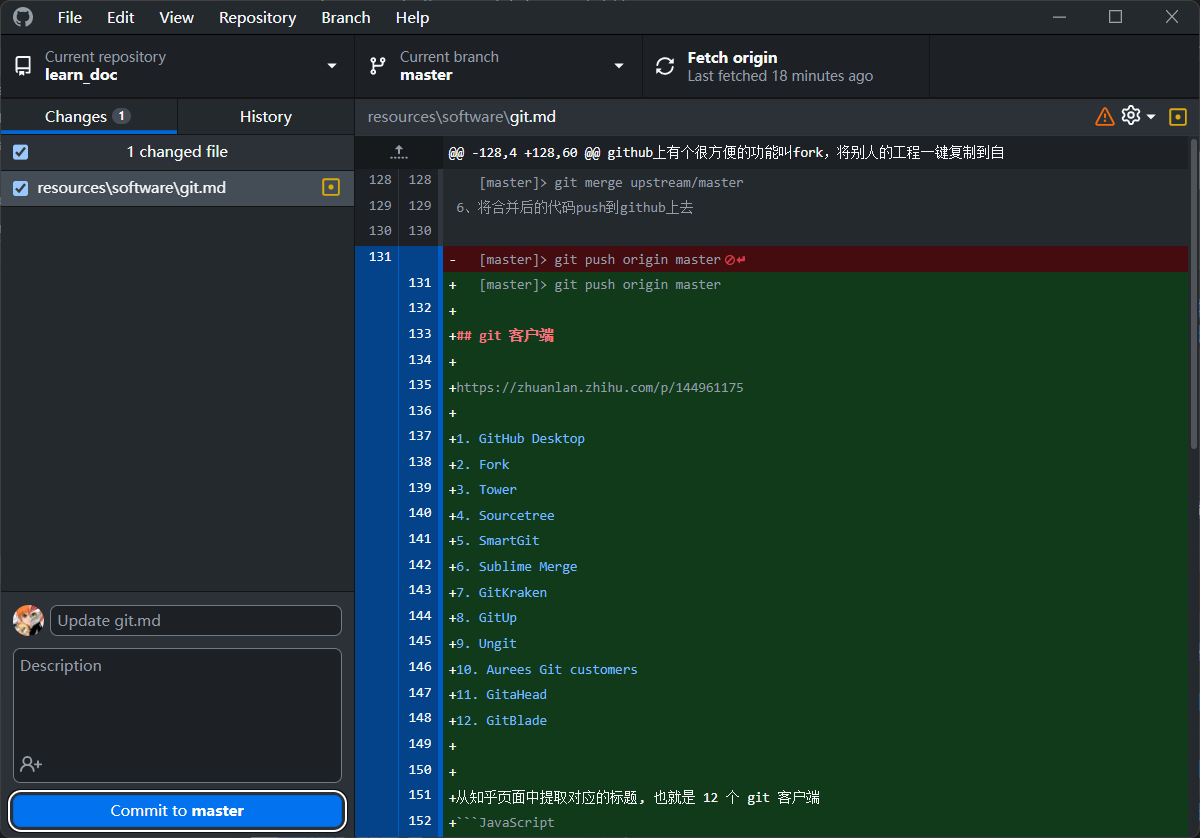 File Edit View Repository Branch Help
Current repository
learn_doc
Current branch
master
Fetch origin
Last fetched 18 minutes ago
Changes 1
History
resources\software\git.md
1 changed file
resources\software\git.md
@@ -128,4 +128,60 @@ github上有个很方便的功能叫fork，将别人的工程一键复制到自
128 128 [master]> git merge upstream/master
129 129 6、将合并后的代码push到github上去
130 130
131 - [master]> git push origin master
131 + [master]> git push origin master
132 +
133 +## git 客户端
134 +
135 +https://zhuanlan.zhihu.com/p/144961175
136 +
137 +1. GitHub Desktop
138 +2. Fork
139 +3. Tower
140 +4. Sourcetree
141 +5. SmartGit
142 +6. Sublime Merge
143 +7. GitKraken
144 +8. GitUp
145 +9. Ungit
146 +10. Aurees Git customers
147 +11. GitaHead
148 +12. GitBlade
149 +
150 +
151 +从知乎页面中提取对应的标题, 也就是 12 个 git 客户端
152 +```JavaScript
Update git.md
Description
Commit to master